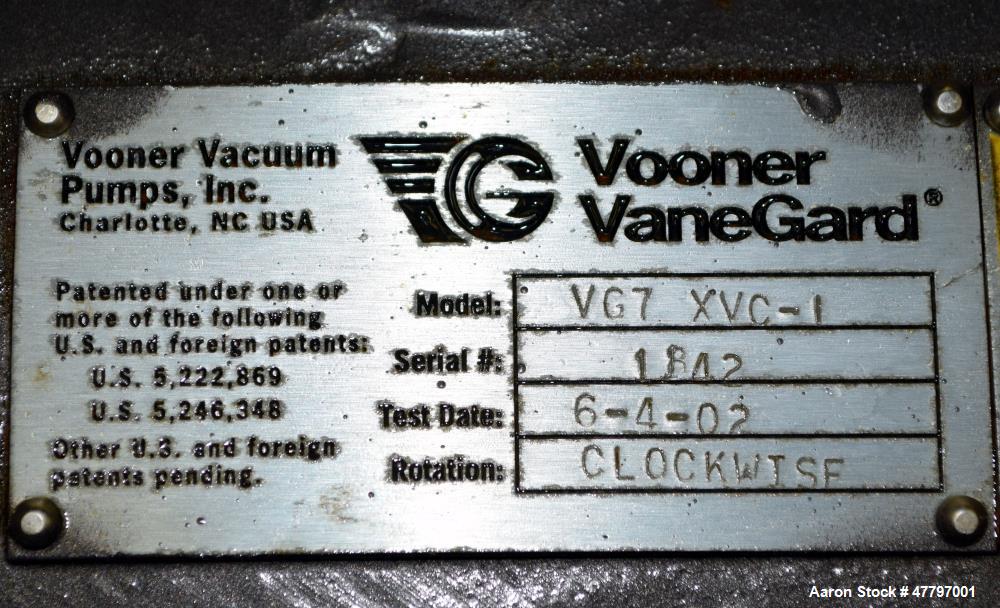 Vooner Vacuum
Pumps, Inc.
Charlotte, NC USA
VG
Vooner
VaneGard®
Patented under one or
more of the following
U.S. and foreign patents:
U.S. 5,222,869
U.S. 5,246,348
Other U.S. and foreign
patents pending.
Model: VG7 XVC-1
Serial #: 1842
Test Date: 6-4-02
Rotation: CLOCKWISE
Aaron Stock # 47797001